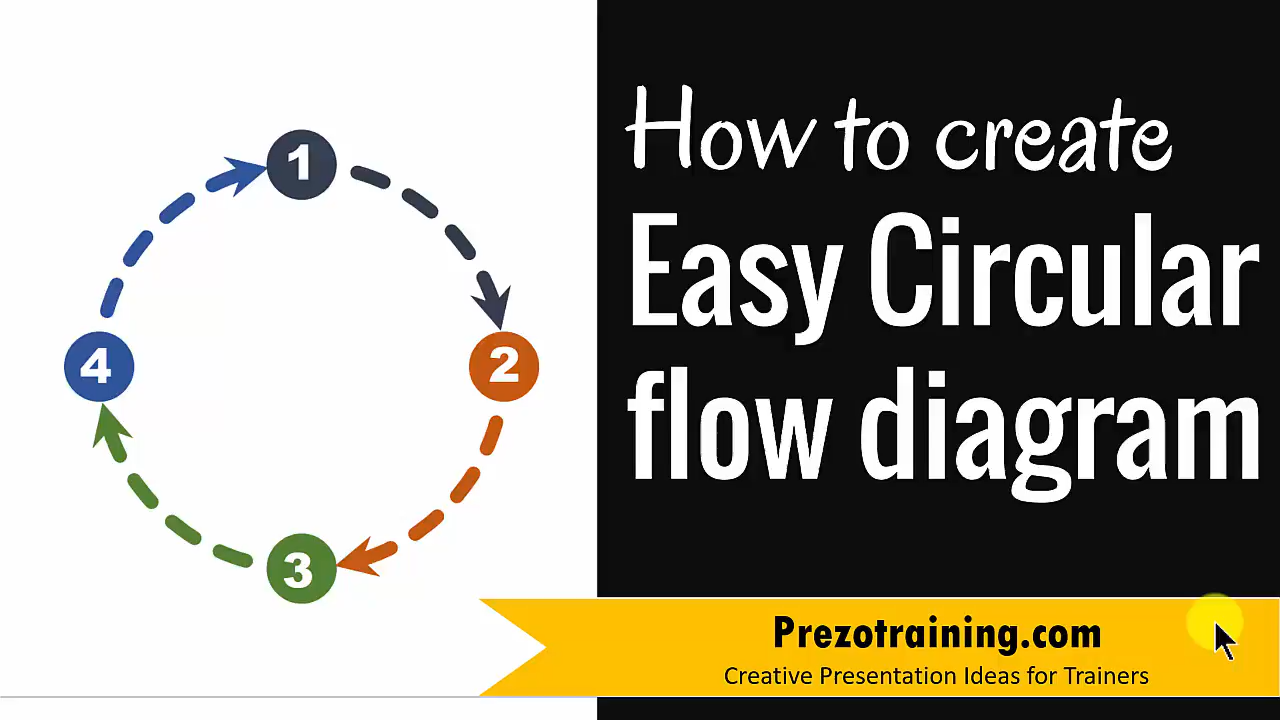 1
2
3
4
How to create
Easy Circular
flow diagram
Prezotraining.com
Creative Presentation Ideas for Trainers